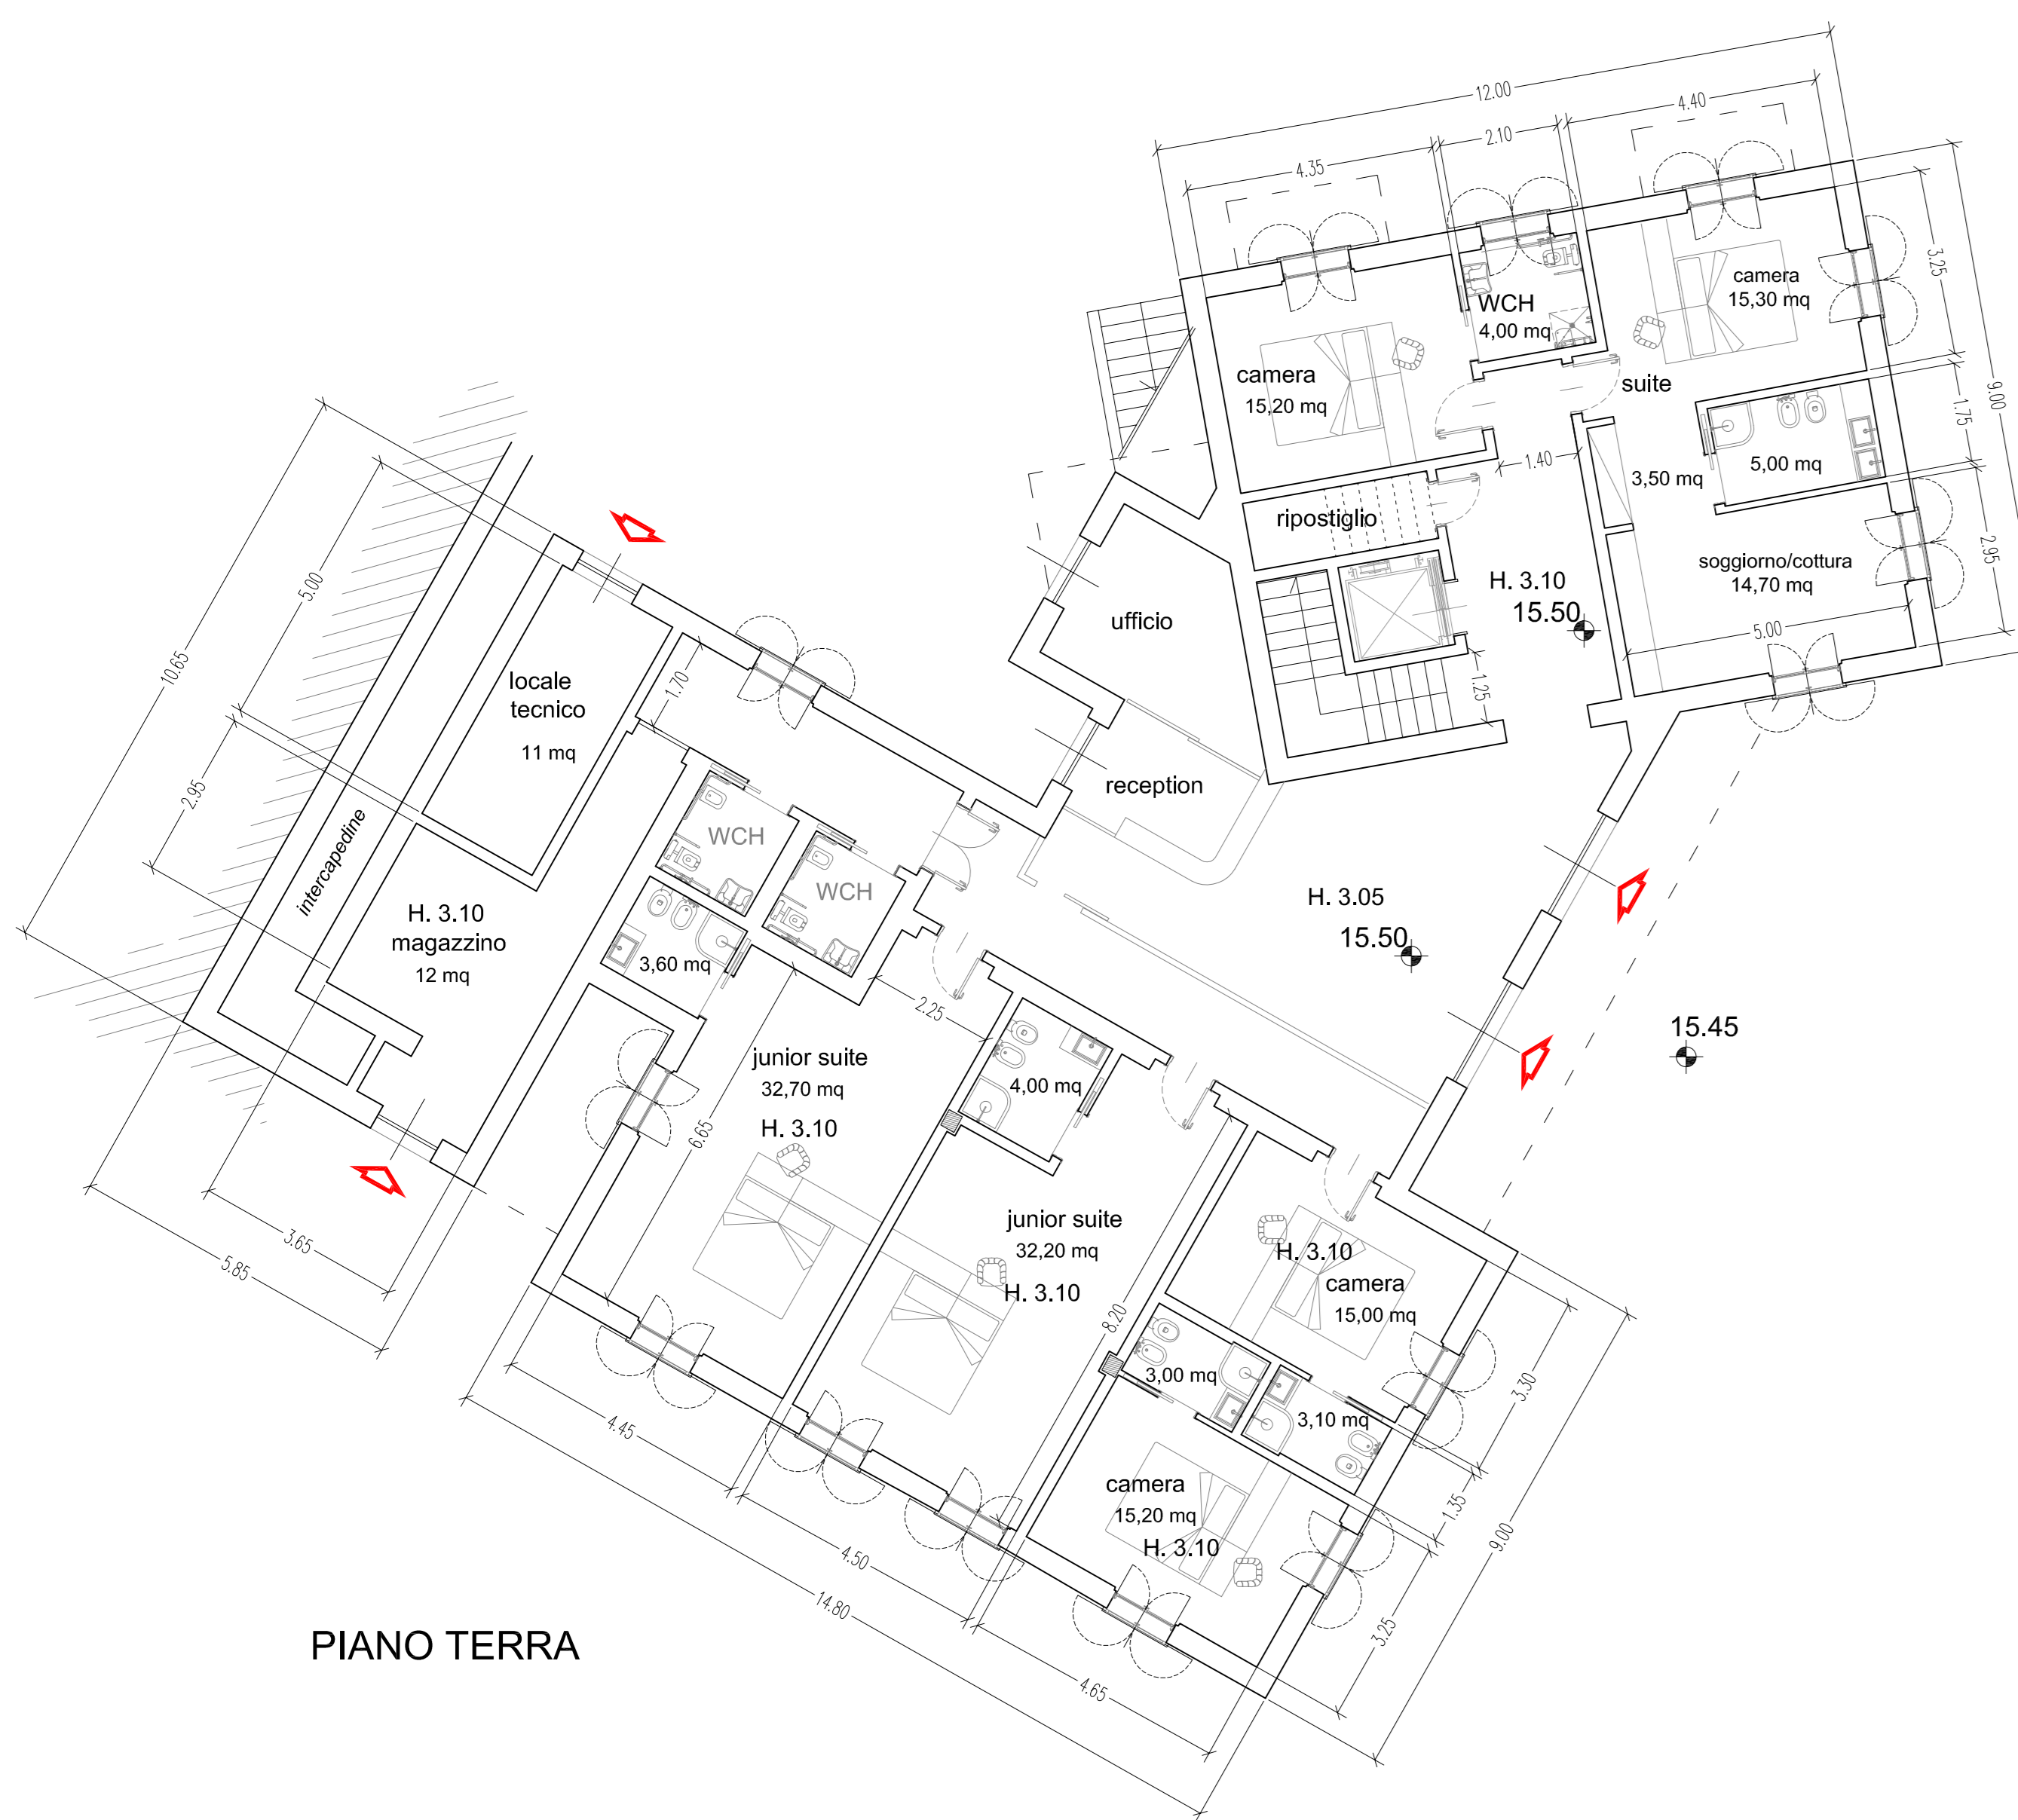 12.00
4.40
2.10
4.35
camera
15,30 mq
3.25
WCH
4,00 mq
camera
15,20 mq
suite
9.00
1.75
1.40
3,50 mq
5,00 mq
ripostiglio
2.95
soggiorno/cottura
14,70 mq
H. 3.10
15.50
5.00
ufficio
1.25
5.00
10.65
locale
tecnico
11 mq
1.70
reception
2.95
intercapedine
WCH
WCH
H. 3.10
magazzino
12 mq
3,60 mq
H. 3.05
15.50
2.25
15.45
junior suite
32,70 mq
H. 3.10
6.65
4,00 mq
junior suite
32,20 mq
H. 3.10
3.65
5.85
H. 3.10
camera
15,00 mq
8.20
3,00 mq
3,10 mq
3.30
4.45
camera
15,20 mq
H. 3.10
1.35
9.00
4.50
14.80
3.25
4.65
PIANO TERRA